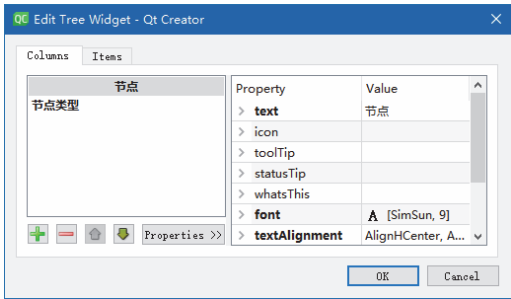 QC Edit Tree Widget - Qt Creator
Columns Items
节点
节点类型
Properties >>
Property Value
text 节点
icon
toolTip
statusTip
whatsThis
font A [SimSun, 9]
textAlignment AlignHCenter, A...
OK Cancel